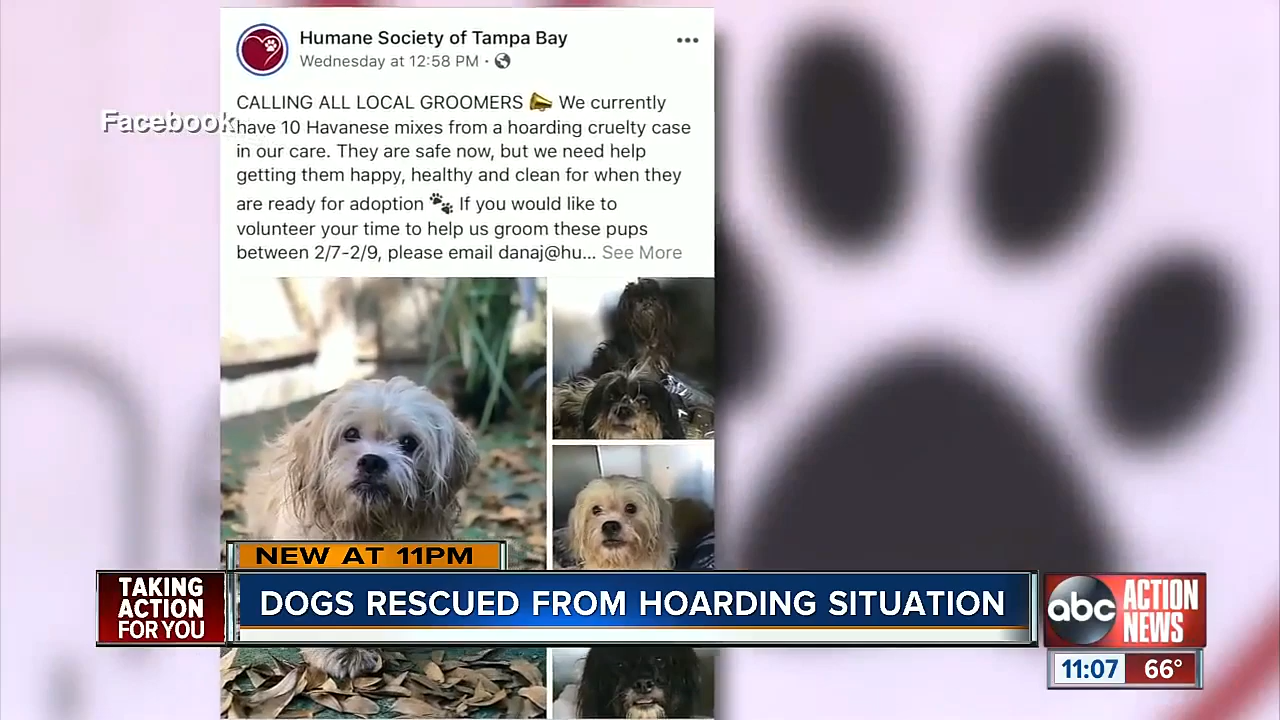 Humane Society of Tampa Bay
Wednesday at 12:58 PM ·
Facebook
CALLING ALL LOCAL GROOMERS 📣 We currently
have 10 Havanese mixes from a hoarding cruelty case
in our care. They are safe now, but we need help
getting them happy, healthy and clean for when they
are ready for adoption 🐾 If you would like to
volunteer your time to help us groom these pups
between 2/7-2/9, please email danaj@hu... See More
NEW AT 11PM
TAKING
ACTION
FOR YOU
DOGS RESCUED FROM HOARDING SITUATION
abc
ACTION
NEWS
11:07 66°